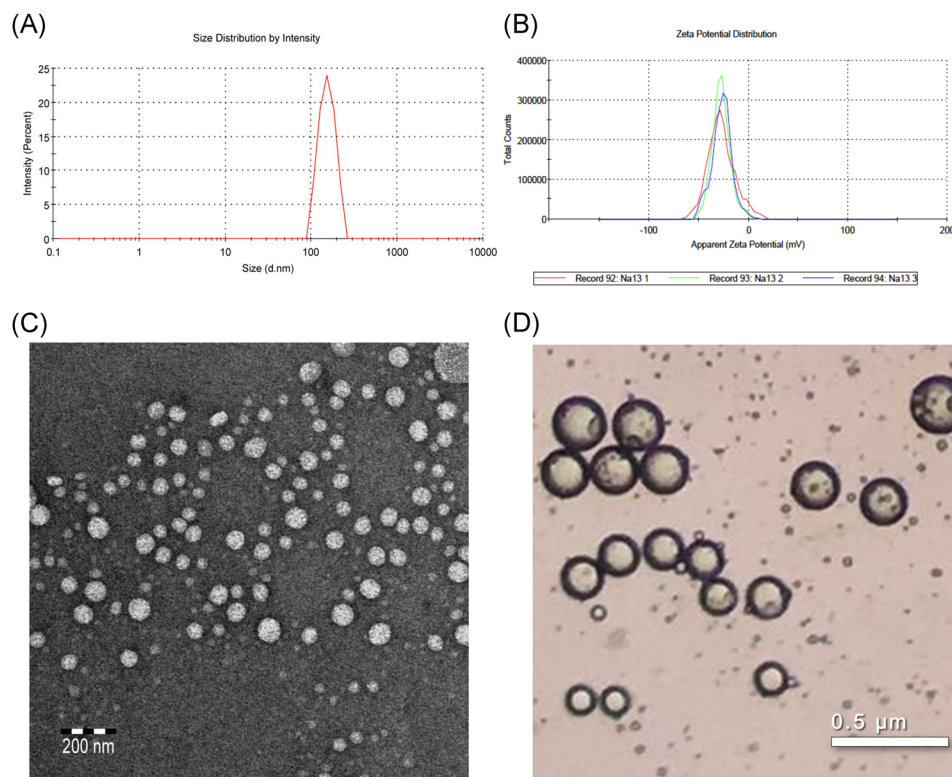 (A)
Size Distribution by Intensity
25
20
15
10
5
0
0.1 1 10 100 1000 10000
Intensity (Percent)
Size (d.nm)
(B)
Zeta Potential Distribution
400000
300000
200000
100000
0
-100 0 100 200
Total Counts
Apparent Zeta Potential (mV)
Record 92: Na13 1 Record 93: Na13 2 Record 94: Na13 3
(C)
200 nm
(D)
0.5 µm